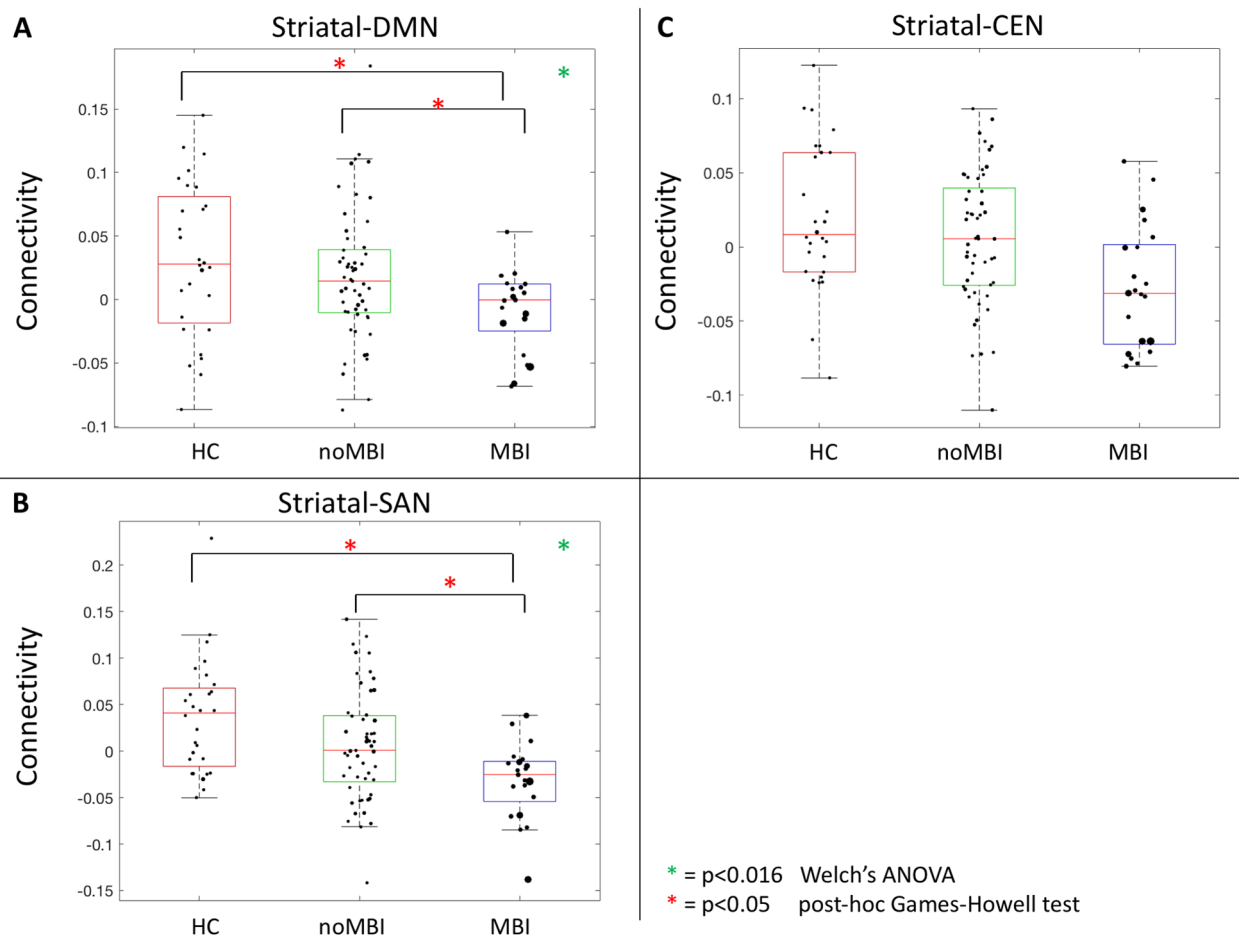 A
Striatal-DMN
*
*
*
0.15
0.1
0.05
0
-0.05
-0.1
Connectivity
HC
noMBI
MBI
C
Striatal-CEN
0.1
0.05
0
-0.05
-0.1
Connectivity
HC
noMBI
MBI
B
Striatal-SAN
*
*
*
0.2
0.15
0.1
0.05
0
-0.05
-0.1
-0.15
Connectivity
HC
noMBI
MBI
* = p<0.016 Welch’s ANOVA
* = p<0.05 post-hoc Games-Howell test